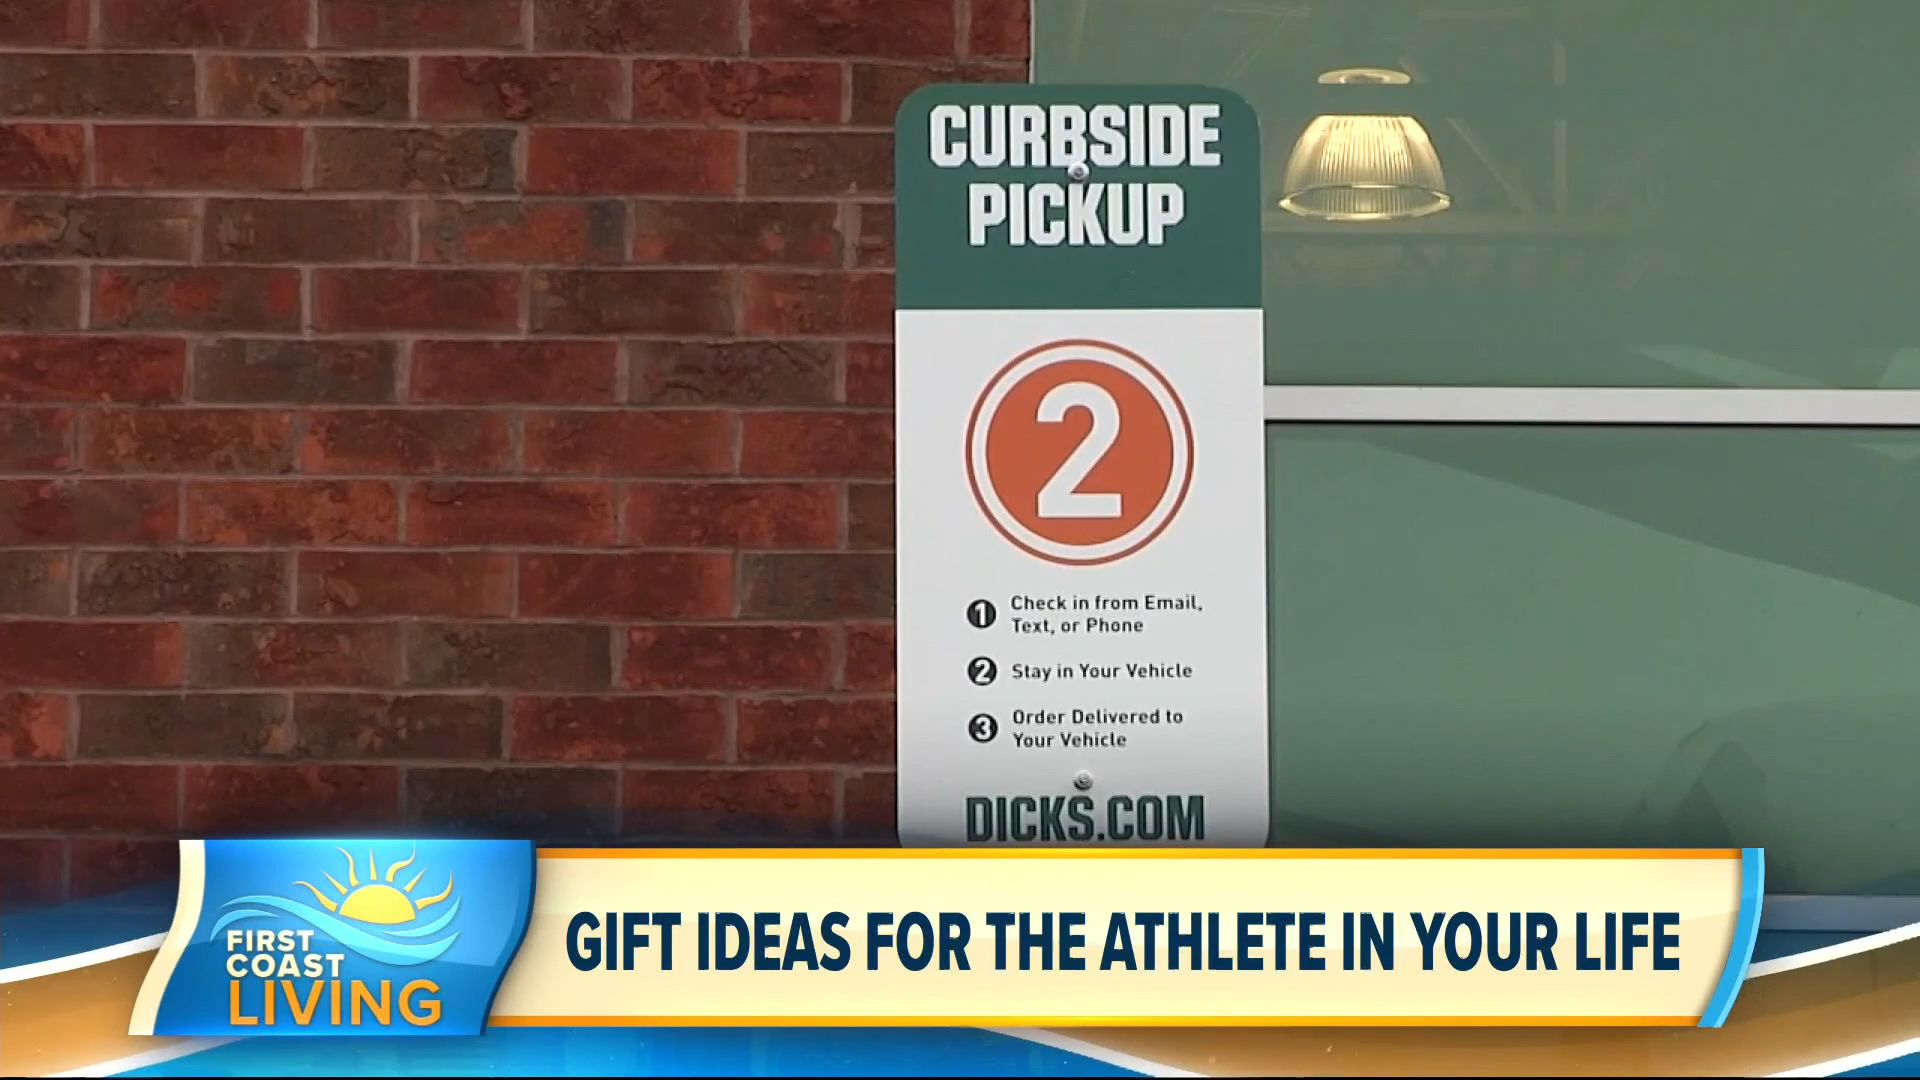 CURBSIDE
PICKUP
2
1 Check in from Email,
Text, or Phone
2 Stay in Your Vehicle
3 Order Delivered to
Your Vehicle
DICKS.COM
FIRST
COAST
LIVING
GIFT IDEAS FOR THE ATHLETE IN YOUR LIFE